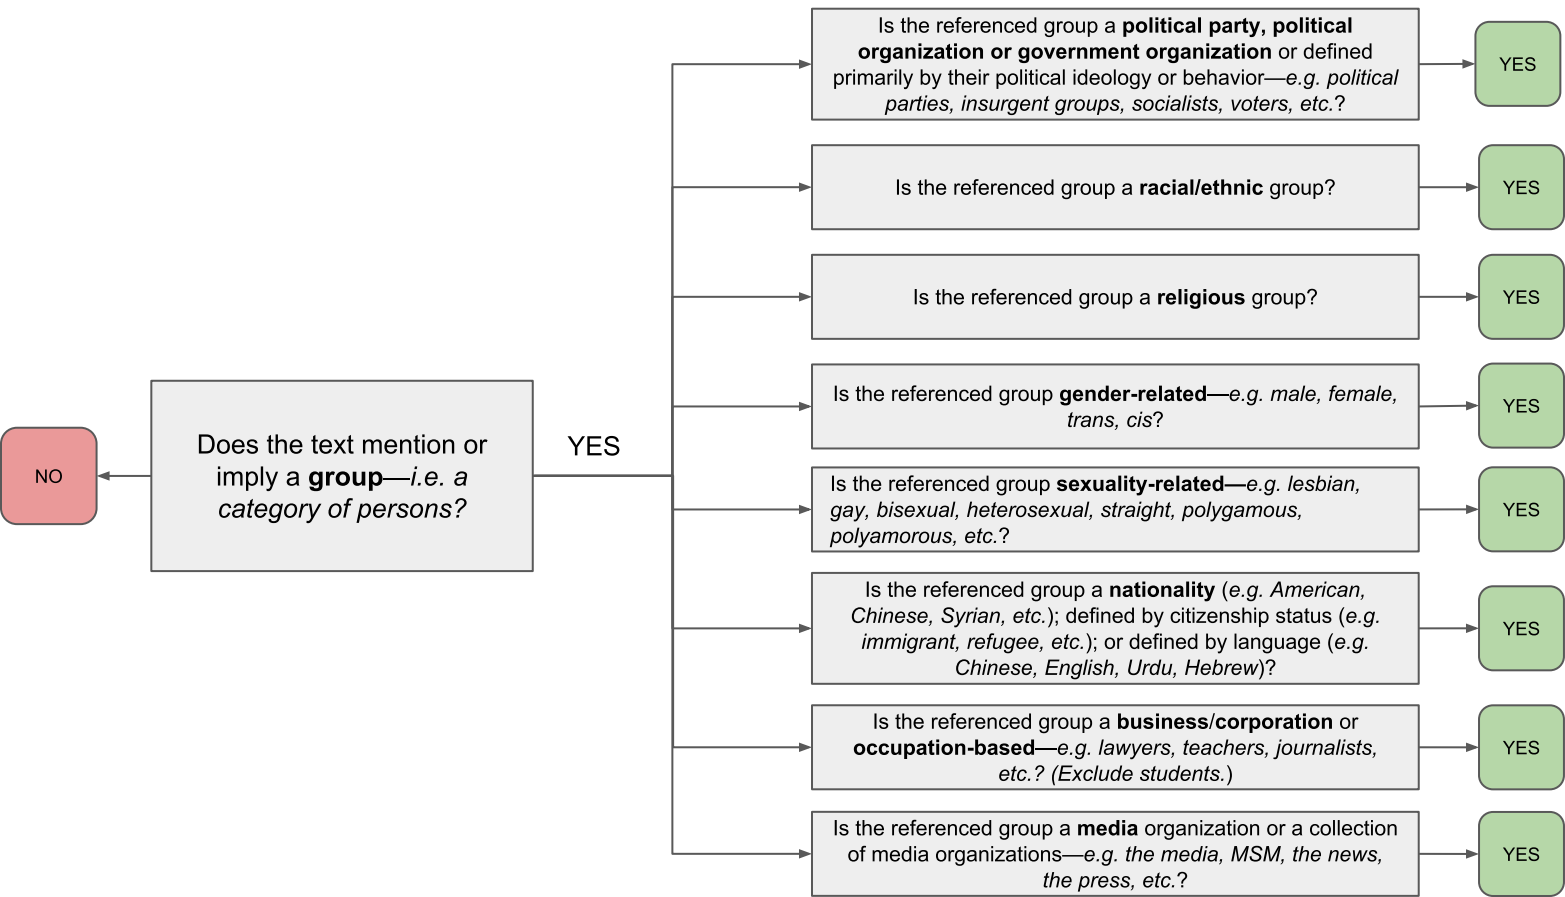 Is the referenced group a political party, political
organization or government organization or defined
primarily by their political ideology or behavior—e.g. political
parties, insurgent groups, socialists, voters, etc.?
YES
Is the referenced group a racial/ethnic group?
YES
Is the referenced group a religious group?
YES
Is the referenced group gender-related—e.g. male, female,
trans, cis?
YES
NO
Does the text mention or
imply a group—i.e. a
category of persons?
YES
Is the referenced group sexuality-related—e.g. lesbian,
gay, bisexual, heterosexual, straight, polygamous,
polyamorous, etc.?
YES
Is the referenced group a nationality (e.g. American,
Chinese, Syrian, etc.); defined by citizenship status (e.g.
immigrant, refugee, etc.); or defined by language (e.g.
Chinese, English, Urdu, Hebrew)?
YES
Is the referenced group a business/corporation or
occupation-based—e.g. lawyers, teachers, journalists,
etc.? (Exclude students.)
YES
Is the referenced group a media organization or a collection
of media organizations—e.g. the media, MSM, the news,
the press, etc.?
YES